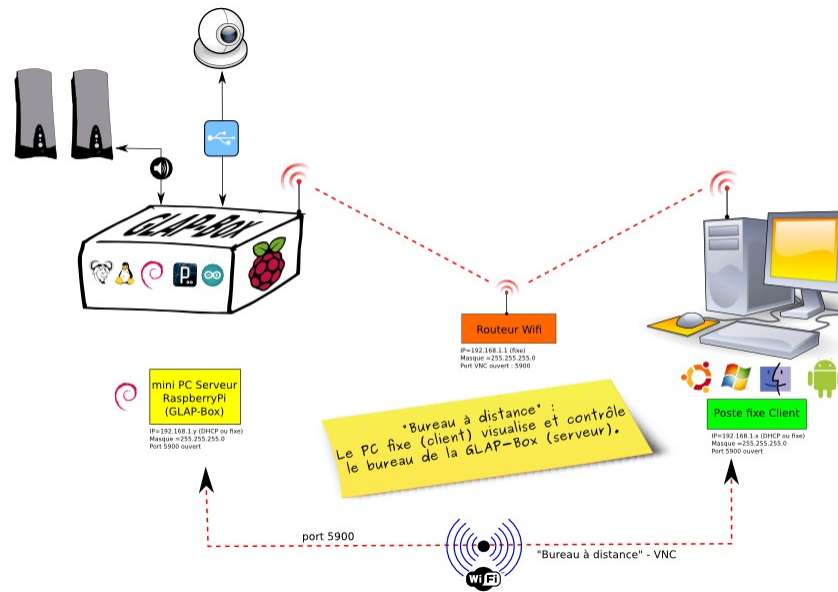 GLAP-BOX
P
Routeur Wifi
IP=192.168.1.1 (fixe)
Masque =255.255.255.0
Port VNC ouvert : 5900
mini PC Serveur
RaspberryPi
(GLAP-Box)
IP=192.168.1.y (DHCP ou fixe)
Masque =255.255.255.0
Port 5900 ouvert
"Bureau à distance" :
Le PC fixe (client) visualise et contrôle
le bureau de la GLAP-Box (serveur).
Poste fixe Client
IP=192.168.1.x (DHCP ou fixe)
Masque =255.255.255.0
Port 5900 ouvert
port 5900
"Bureau à distance" - VNC
Wi Fi